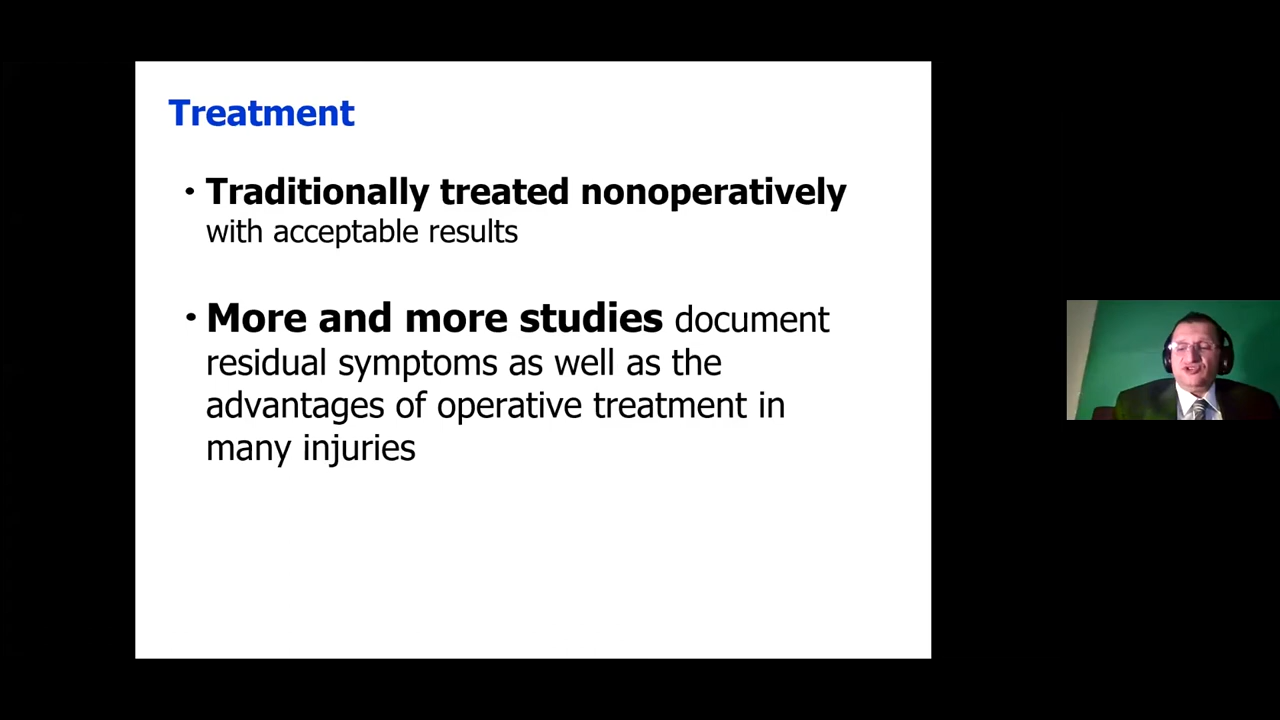 Treatment
• Traditionally treated nonoperatively
with acceptable results
• More and more studies document
residual symptoms as well as the
advantages of operative treatment in
many injuries